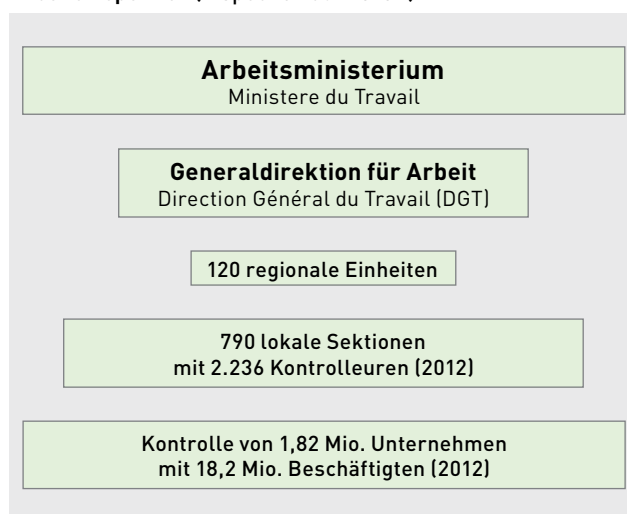 Arbeitsministerium
Ministere du Travail
Generaldirektion für Arbeit
Direction Général du Travail (DGT)
120 regionale Einheiten
790 lokale Sektionen
mit 2.236 Kontrolleuren (2012)
Kontrolle von 1,82 Mio. Unternehmen
mit 18,2 Mio. Beschäftigten (2012)